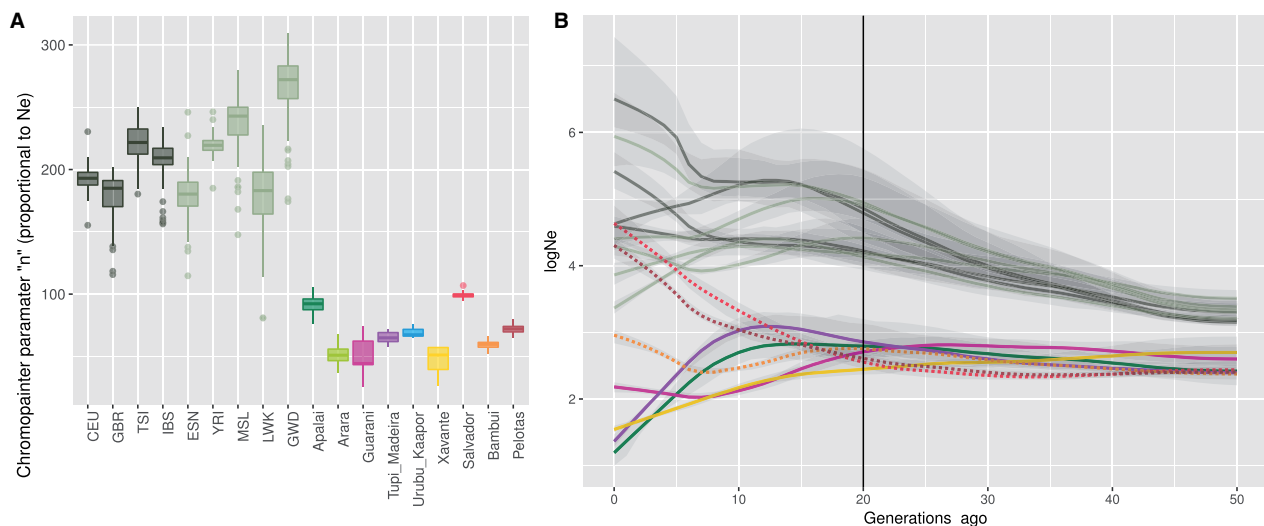 A
Chromopainter paramater "n" (proportional to Ne)
300
200
100
CEU
GBR
TSI
IBS
ESN
YRI
MSL
LWK
GWD
Apalai
Arara
Guarani
Tupi_Madeira
Urubu_Kaapor
Xavante
Salvador
Bambui
Pelotas
B
logNe
6
4
2
0
10
20
30
40
50
Generations ago